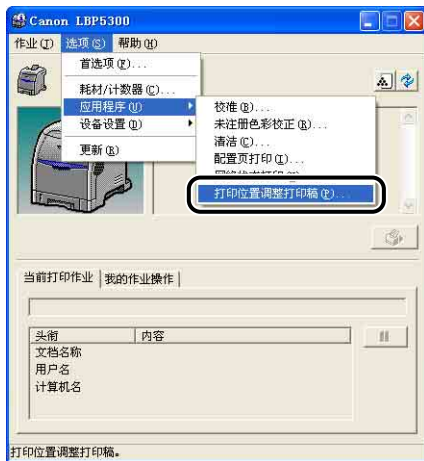 Canon LBP5300
作业(J) 选项(S) 帮助(H)
首选项(P)...
耗材/计数器(C)...
应用程序(U)
设备设置(D)
更新(R)
校准(B)...
未注册色彩校正(R)...
清洁(C)...
配置页打印(I)...
打印位置调整打印稿(P)...
当前打印作业 我的作业操作
头衔 内容
文档名称
用户名
计算机名
打印位置调整打印稿。